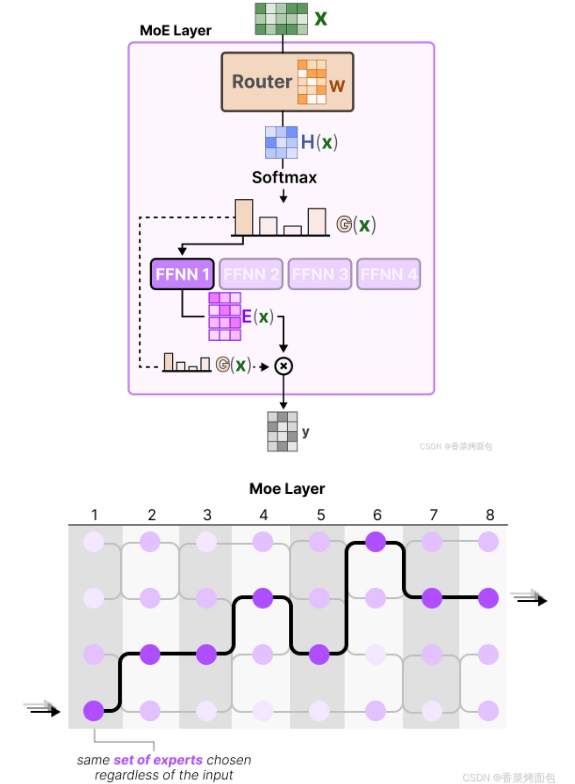 X
MoE Layer
Router
W
H(x)
Softmax
G(x)
FFNN 1
FFNN 2
FFNN 3
FFNN 4
E(x)
G(x)
y
CSDN @香菜烤面包
Moe Layer
1 2 3 4 5 6 7 8
same set of experts chosen
regardless of the input
CSDN @香菜烤面包